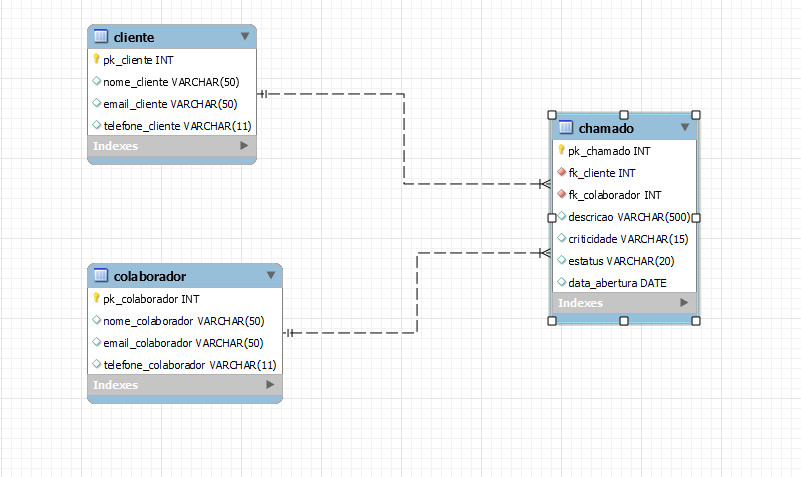 cliente
pk_cliente INT
nome_cliente VARCHAR(50)
email_cliente VARCHAR(50)
telefone_cliente VARCHAR(11)
Indexes
chamado
pk_chamado INT
fk_cliente INT
fk_colaborador INT
descricao VARCHAR(500)
criticidade VARCHAR(15)
estatus VARCHAR(20)
data_abertura DATE
Indexes
colaborador
pk_colaborador INT
nome_colaborador VARCHAR(50)
email_colaborador VARCHAR(50)
telefone_colaborador VARCHAR(11)
Indexes